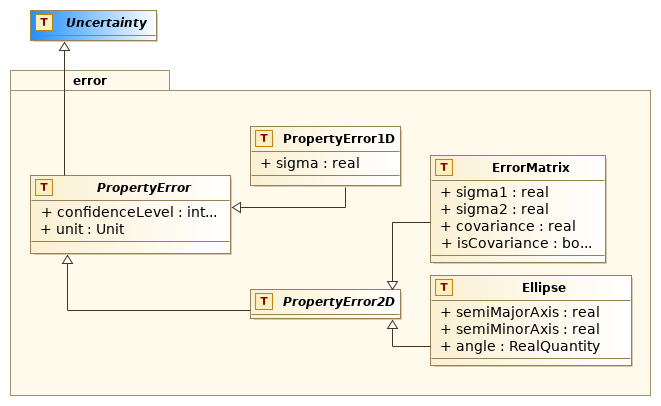 T Uncertainty
error
T PropertyError1D
+ sigma : real
T PropertyError
+ confidenceLevel : int...
+ unit : Unit
T ErrorMatrix
+ sigma1 : real
+ sigma2 : real
+ covariance : real
+ isCovariance : bo...
T PropertyError2D
T Ellipse
+ semiMajorAxis : real
+ semiMinorAxis : real
+ angle : RealQuantity